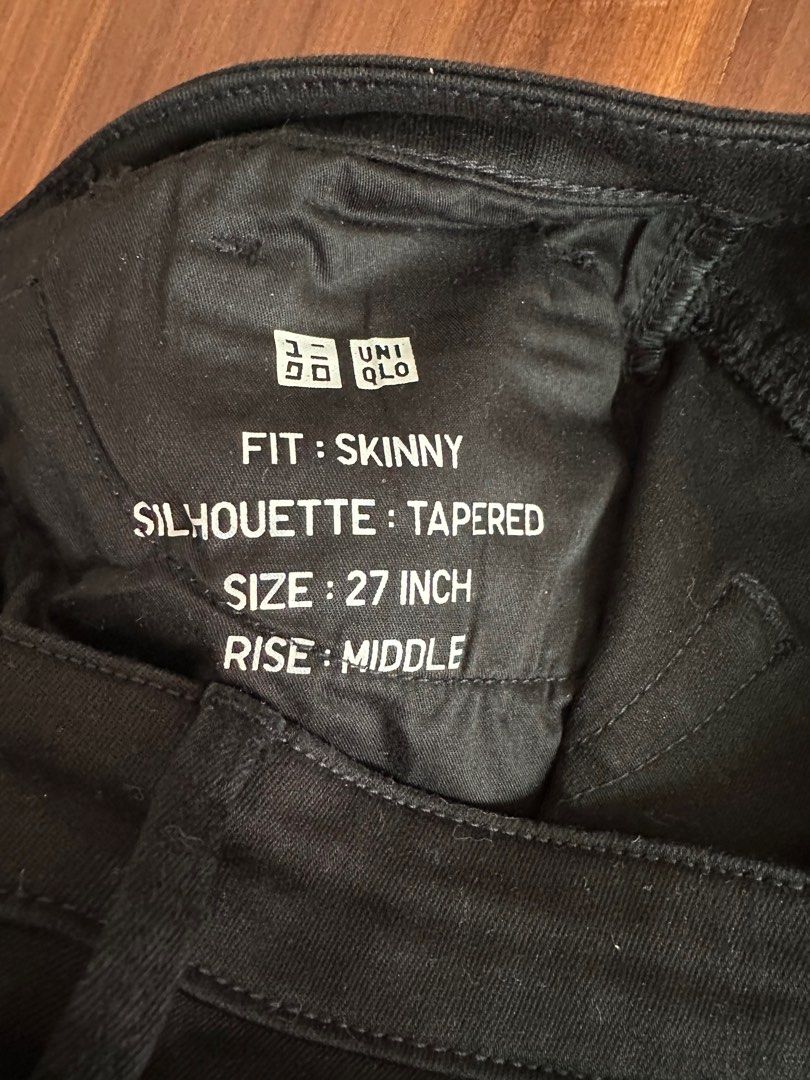 ユニ
クロ
UNI
QLO
FIT : SKINNY
SILHOUETTE : TAPERED
SIZE : 27 INCH
RISE : MIDDLE